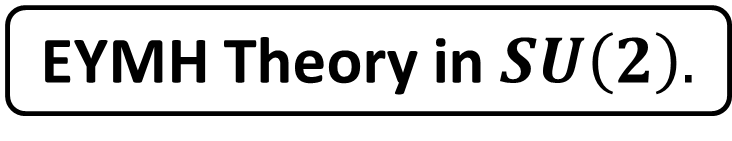 EYMH Theory in SU(2).